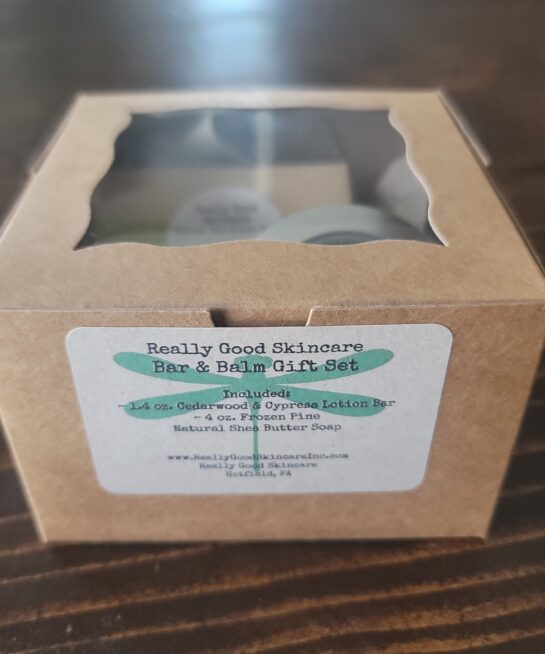 Really Good Skincare
Bar & Balm Gift Set
Included:
- 1.4 oz. Cedarwood & Cypress Lotion Bar
- 4 oz. Frozen Pine
Natural Shea Butter Soap
www.ReallyGoodSkincareInc.com
Really Good Skincare
Hatfield, PA